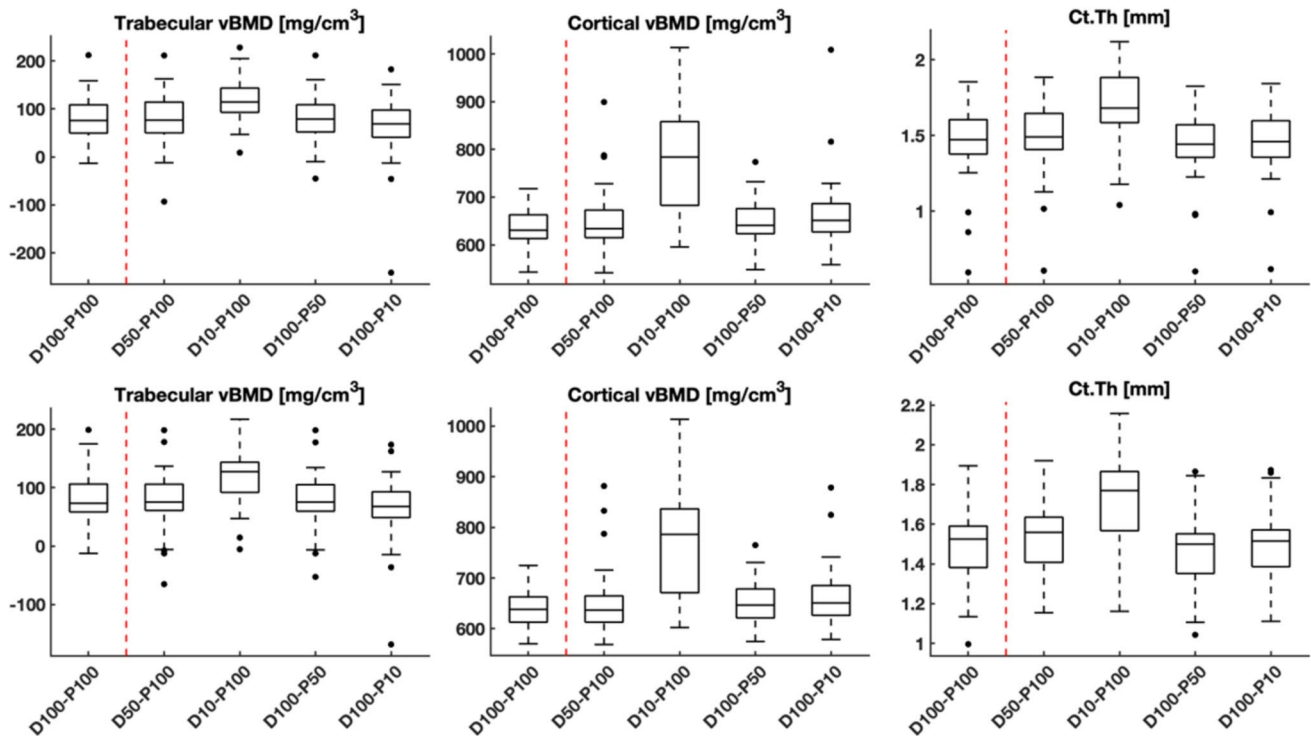 Trabecular vBMD [mg/cm³]
200
100
0
-100
-200
D100-P100
D50-P100
D10-P100
D100-P50
D100-P10
Cortical vBMD [mg/cm³]
1000
900
800
700
600
D100-P100
D50-P100
D10-P100
D100-P50
D100-P10
Ct.Th [mm]
2
1.5
1
D100-P100
D50-P100
D10-P100
D100-P50
D100-P10
Trabecular vBMD [mg/cm³]
200
100
0
-100
D100-P100
D50-P100
D10-P100
D100-P50
D100-P10
Cortical vBMD [mg/cm³]
1000
900
800
700
600
D100-P100
D50-P100
D10-P100
D100-P50
D100-P10
Ct.Th [mm]
2.2
2
1.8
1.6
1.4
1.2
1
D100-P100
D50-P100
D10-P100
D100-P50
D100-P10